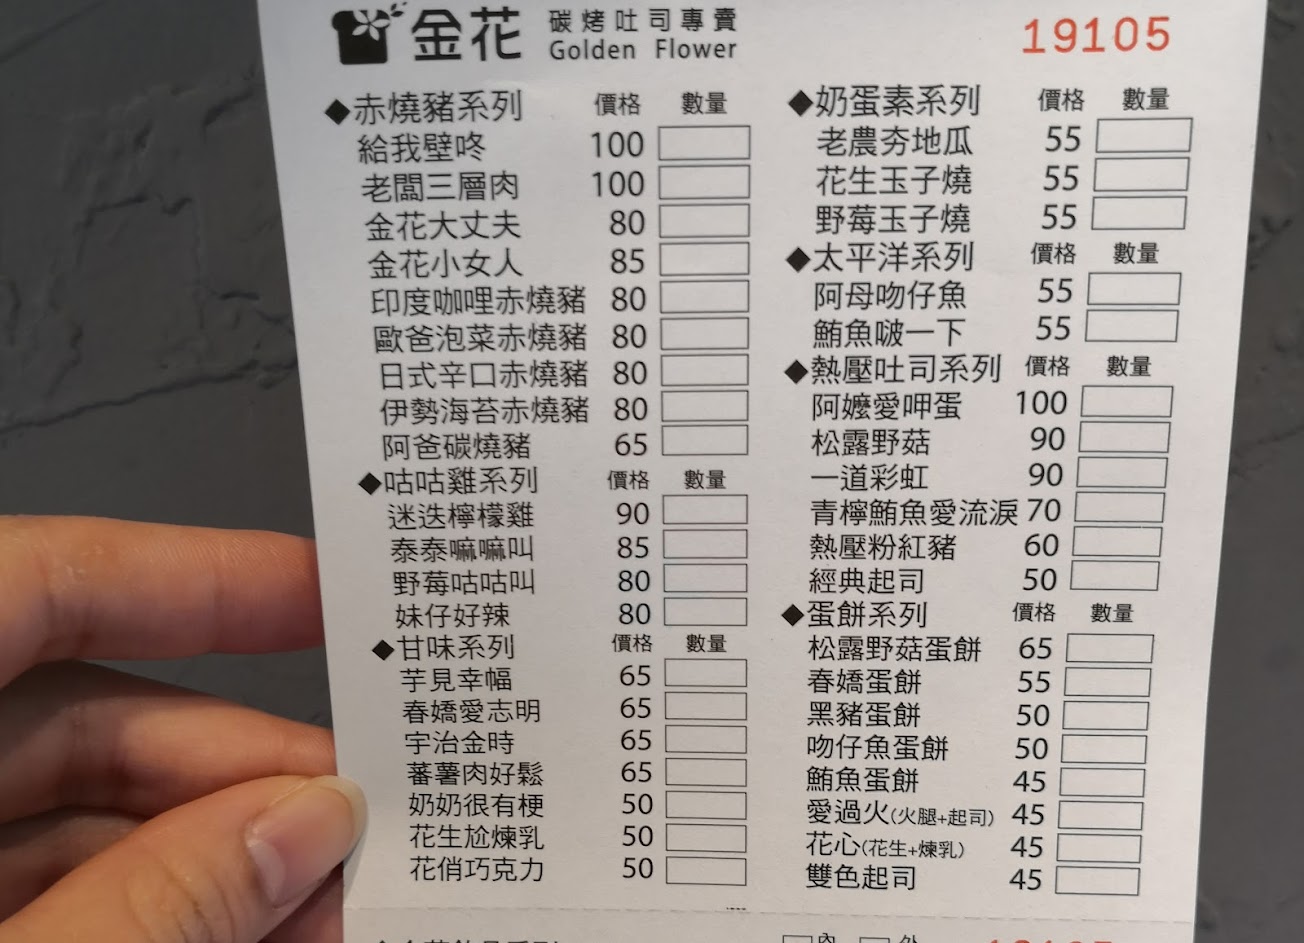 金花 碳烤吐司專賣
Golden Flower
19105
◆赤燒豬系列 價格 數量
給我壁咚 100
老闆三層肉 100
金花大丈夫 80
金花小女人 85
印度咖哩赤燒豬 80
歐爸泡菜赤燒豬 80
日式辛口赤燒豬 80
伊勢海苔赤燒豬 80
阿爸碳燒豬 65
◆咕咕雞系列 價格 數量
迷迭檸檬雞 90
泰泰嘛嘛叫 85
野莓咕咕叫 80
妹仔好辣 80
◆甘味系列 價格 數量
芋見幸幅 65
春嬌愛志明 65
宇治金時 65
蕃薯肉好鬆 65
奶奶很有梗 50
花生尬煉乳 50
花俏巧克力 50
◆奶蛋素系列 價格 數量
老農夯地瓜 55
花生玉子燒 55
野莓玉子燒 55
◆太平洋系列 價格 數量
阿母吻仔魚 55
鮪魚啵一下 55
◆熱壓吐司系列 價格 數量
阿嬤愛呷蛋 100
松露野菇 90
一道彩虹 90
青檸鮪魚愛流淚 70
熱壓粉紅豬 60
經典起司 50
◆蛋餅系列 價格 數量
松露野菇蛋餅 65
春嬌蛋餅 55
黑豬蛋餅 50
吻仔魚蛋餅 50
鮪魚蛋餅 45
愛過火(火腿+起司) 45
花心(花生+煉乳) 45
雙色起司 45